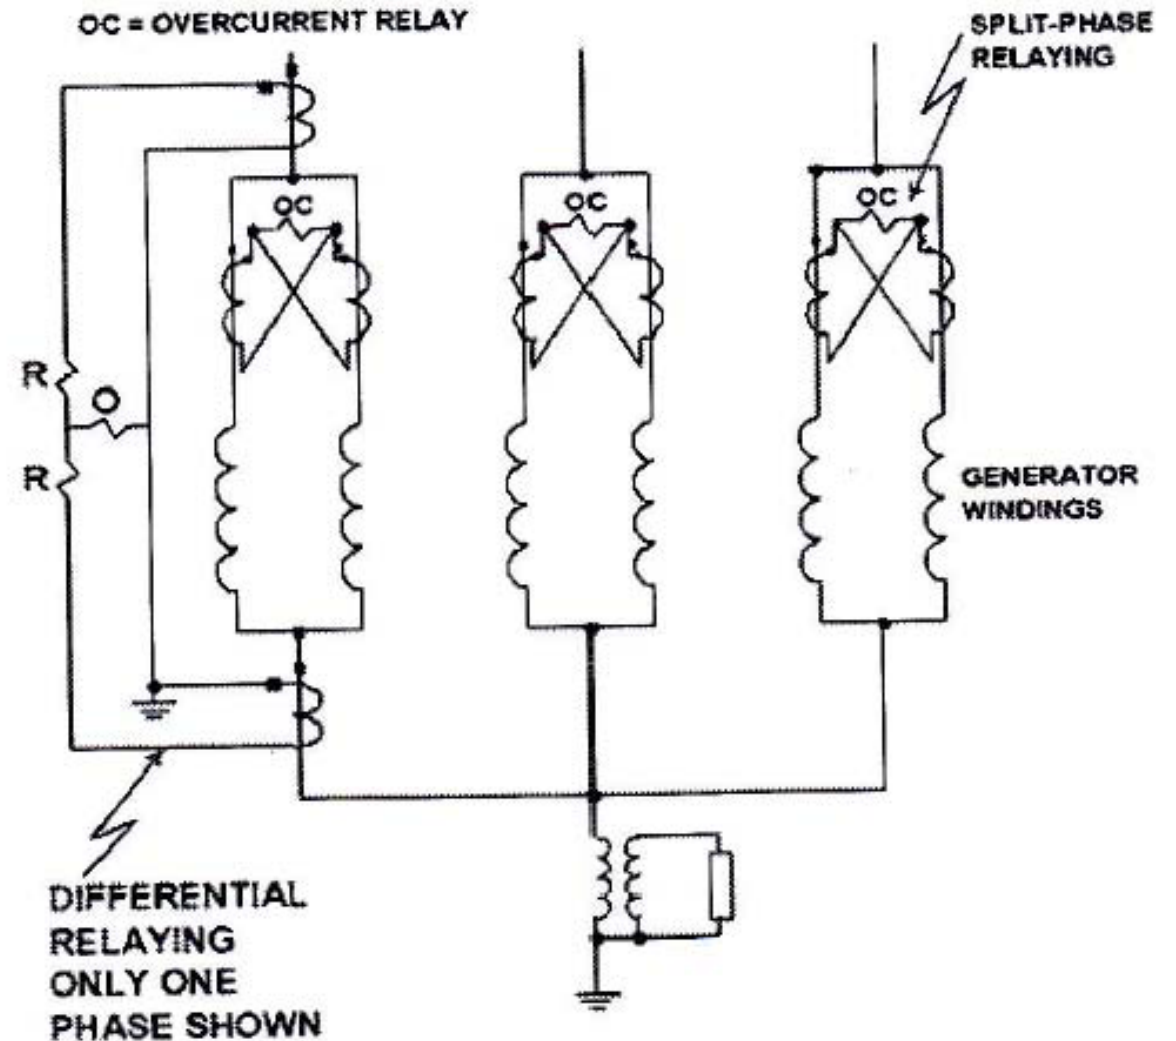 OC = OVERCURRENT RELAY
SPLIT-PHASE
RELAYING
OC
OC
OC
R
O
R
GENERATOR
WINDINGS
DIFFERENTIAL
RELAYING
ONLY ONE
PHASE SHOWN